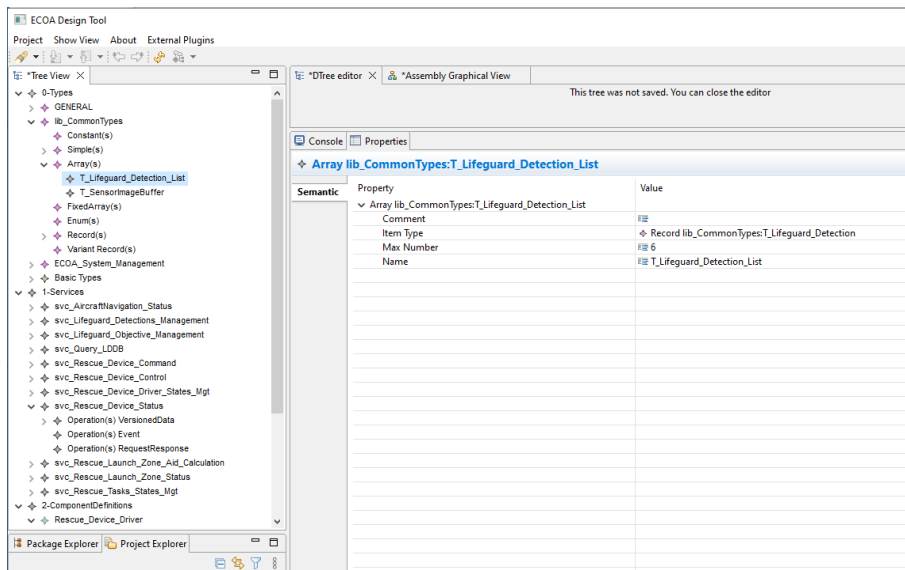 ECOA Design Tool
Project Show View About External Plugins
*Tree View
0-Types
GENERAL
lib_CommonTypes
Constant(s)
Simple(s)
Array(s)
T_Lifeguard_Detection_List
T_SensorImageBuffer
FixedArray(s)
Enum(s)
Record(s)
Variant Record(s)
ECOA_System_Management
Basic Types
1-Services
svc_AircraftNavigation_Status
svc_Lifeguard_Detections_Management
svc_Lifeguard_Objective_Management
svc_Query_LDDB
svc_Rescue_Device_Command
svc_Rescue_Device_Control
svc_Rescue_Device_Driver_States_Mgt
svc_Rescue_Device_Status
Operation(s) VersionedData
Operation(s) Event
Operation(s) RequestResponse
svc_Rescue_Launch_Zone_Aid_Calculation
svc_Rescue_Launch_Zone_Status
svc_Rescue_Tasks_States_Mgt
2-ComponentDefinitions
Rescue_Device_Driver
Package Explorer Project Explorer
*DTree editor *Assembly Graphical View
This tree was not saved. You can close the editor
Console Properties
Array lib_CommonTypes:T_Lifeguard_Detection_List
Semantic
Property Value
Array lib_CommonTypes:T_Lifeguard_Detection_List
Comment
Item Type Record lib_CommonTypes:T_Lifeguard_Detection
Max Number 6
Name T_Lifeguard_Detection_List